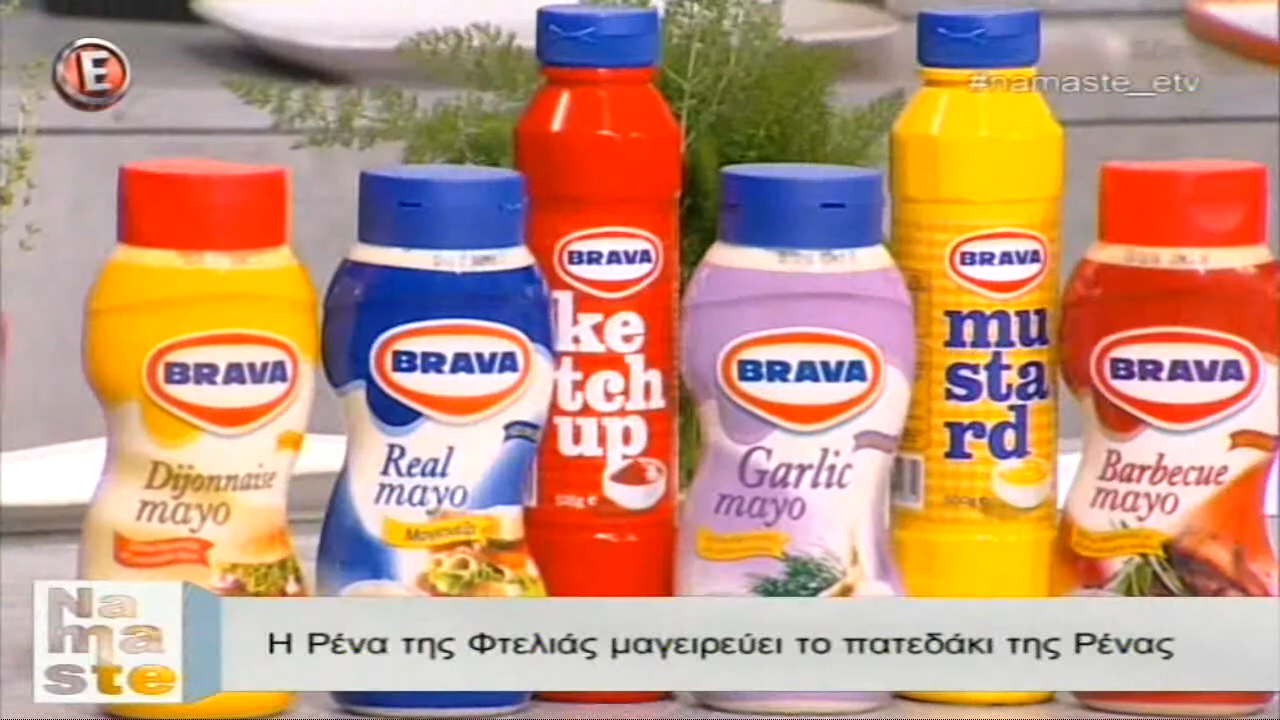 E
#namaste_etv
BRAVA
ke
tch
up
BRAVA
mu
sta
rd
BRAVA
Dijonnaise
mayo
BRAVA
Real
mayo
Μαγιονέζα
BRAVA
Garlic
mayo
BRAVA
Barbecue
mayo
Na
ma
ste
Η Ρένα της Φτελιάς μαγειρεύει το πατεδάκι της Ρένας